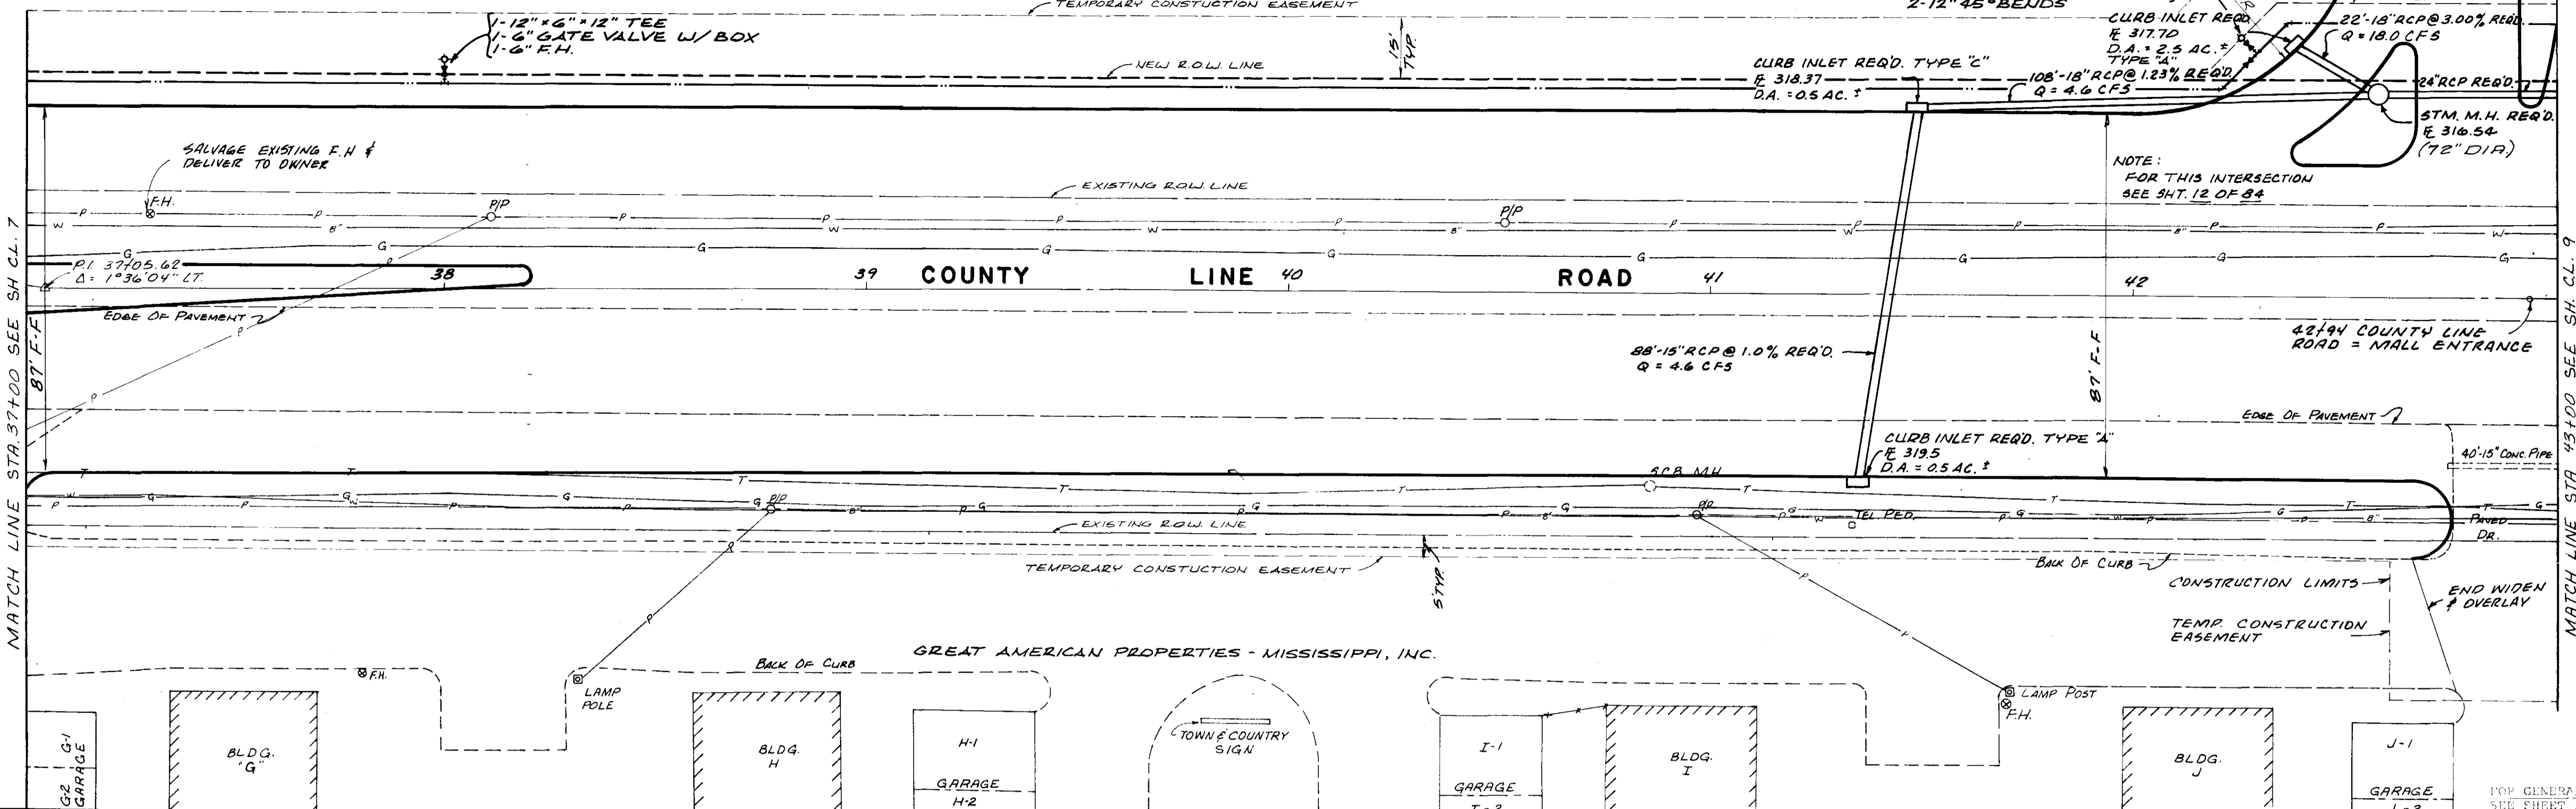 TEMPORARY CONSTUCTION EASEMENT
1-12" × 6" × 12" TEE
1-6" GATE VALVE W/ BOX
1-6" F.H.
15'
TYP.
NEW R.O.W. LINE
2-12" 45° BENDS
CURB INLET REQ'D. TYPE "C"
℄ 318.37
D.A. = 0.5 AC. ±
108'-18" RCP @ 1.23% REQ'D.
Q = 4.6 CFS
CURB INLET REQ'D.
℄ 317.70
D.A. = 2.5 AC. ±
TYPE "A"
22'-18" RCP @ 3.00% REQ'D.
Q = 18.0 CFS
24" RCP REQ'D.
STM. M.H. REQ'D.
℄ 316.54
(72" DIA.)
NOTE:
FOR THIS INTERSECTION
SEE SHT. 12 OF 84
SALVAGE EXISTING F.H. &
DELIVER TO OWNER
F.H.
P/P
EXISTING R.O.W. LINE
P/P
P.I. 37+05.62
Δ = 1°36'04" LT.
38
39
COUNTY LINE ROAD
40
41
42
EDGE OF PAVEMENT
87' F-F
MATCH LINE STA. 37+00 SEE SH CL. 7
88'-15" RCP @ 1.0% REQ'D.
Q = 4.6 CFS
87' F-F
42+94 COUNTY LINE
ROAD = MALL ENTRANCE
MATCH LINE STA 43+00 SEE SH. CL. 9
EDGE OF PAVEMENT
40'-15" CONC. PIPE
CURB INLET REQ'D. TYPE "A"
℄ 319.5
D.A. = 0.5 AC. ±
S.C.B. MH
P/P
P/P
TEL. PED.
PAVED
DR.
EXISTING R.O.W. LINE
TEMPORARY CONSTUCTION EASEMENT
5' TYP.
BACK OF CURB
CONSTRUCTION LIMITS
END WIDEN
& OVERLAY
TEMP. CONSTRUCTION
EASEMENT
GREAT AMERICAN PROPERTIES - MISSISSIPPI, INC.
BACK OF CURB
F.H.
LAMP
POLE
LAMP POST
F.H.
G-1
G-2
GARAGE
BLDG.
"G"
BLDG.
H
H-1
GARAGE
H-2
TOWN & COUNTRY
SIGN
I-1
GARAGE
BLDG.
I
BLDG.
J
J-1
GARAGE
FOR GENERA
SEE SHEET